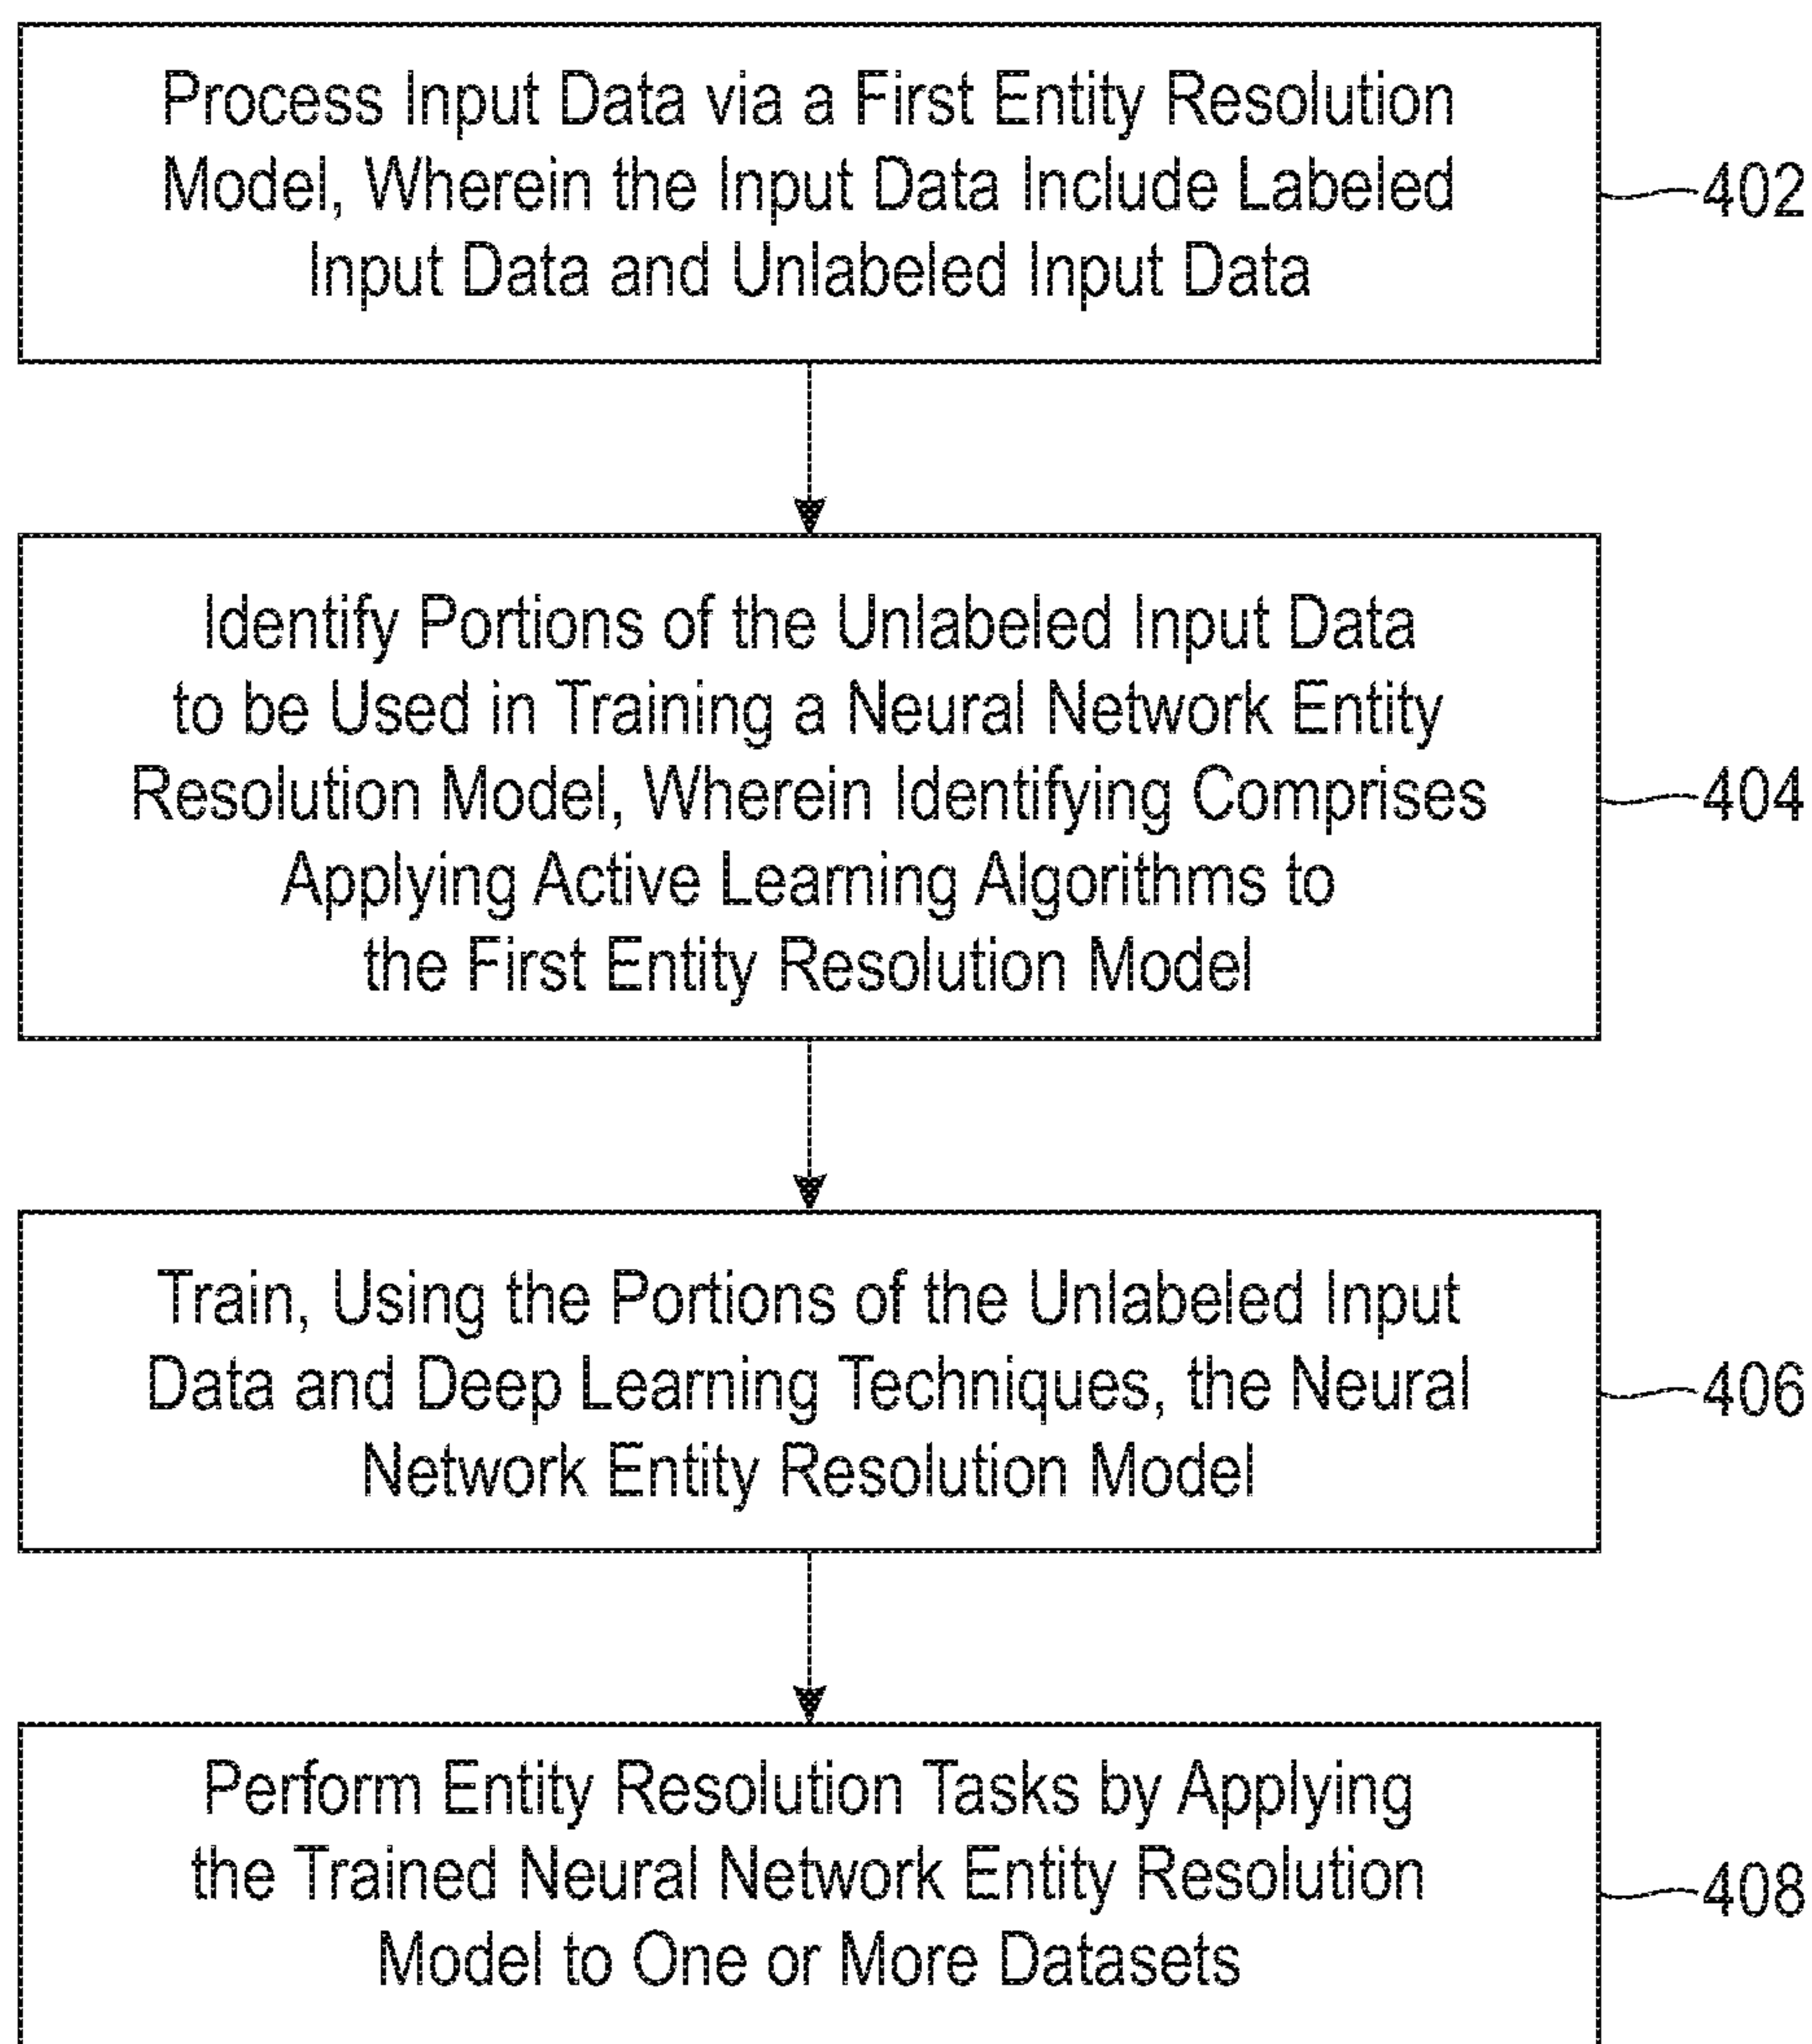 Process Input Data via a First Entity Resolution
Model, Wherein the Input Data Include Labeled
Input Data and Unlabeled Input Data
402
Identify Portions of the Unlabeled Input Data
to be Used in Training a Neural Network Entity
Resolution Model, Wherein Identifying Comprises
Applying Active Learning Algorithms to
the First Entity Resolution Model
404
Train, Using the Portions of the Unlabeled Input
Data and Deep Learning Techniques, the Neural
Network Entity Resolution Model
406
Perform Entity Resolution Tasks by Applying
the Trained Neural Network Entity Resolution
Model to One or More Datasets
408